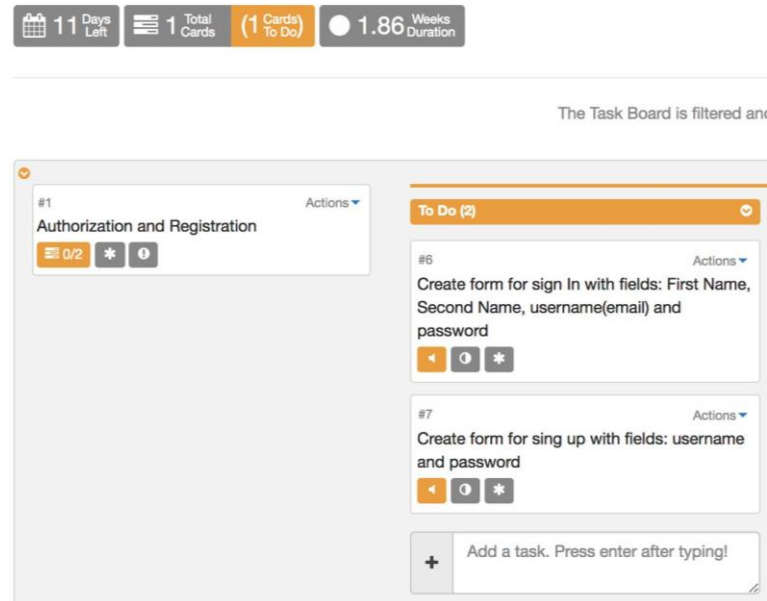 11 Days Left 1 Total Cards (1 Cards To Do) 1.86 Weeks Duration
The Task Board is filtered and
#1 Actions
Authorization and Registration
0/2
To Do (2)
#6 Actions
Create form for sign In with fields: First Name,
Second Name, username(email) and
password
#7 Actions
Create form for sing up with fields: username
and password
+ Add a task. Press enter after typing!